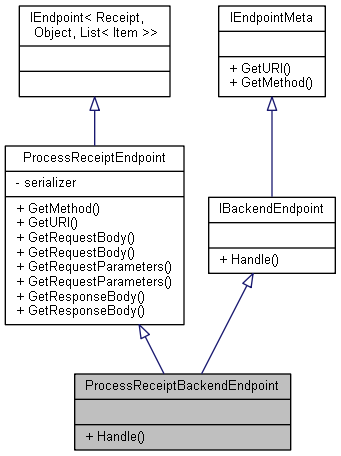 IEndpoint< Receipt,
Object, List< Item >>
IEndpointMeta
+ GetURI()
+ GetMethod()
ProcessReceiptEndpoint
- serializer
+ GetMethod()
+ GetURI()
+ GetRequestBody()
+ GetRequestBody()
+ GetRequestParameters()
+ GetRequestParameters()
+ GetResponseBody()
+ GetResponseBody()
IBackendEndpoint
+ Handle()
ProcessReceiptBackendEndpoint
+ Handle()